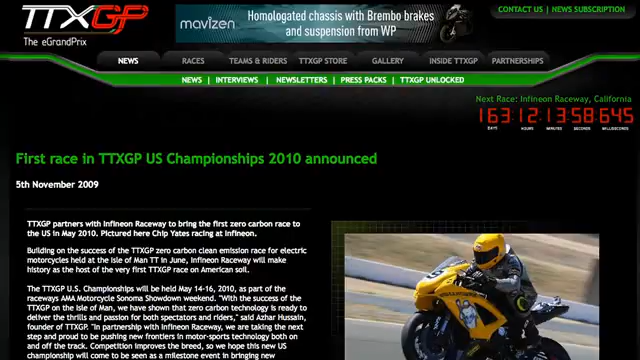 TTXGP
The eGrandPrix
mavizen
Homologated chassis with Brembo brakes
and suspension from WP
CONTACT US | NEWS SUBSCRIPTION
NEWS RACES TEAMS & RIDERS TTXGP STORE GALLERY INSIDE TTXGP PARTNERSHIPS
NEWS | INTERVIEWS | NEWSLETTERS | PRESS PACKS | TTXGP UNLOCKED
Next Race: Infineon Raceway, California
163:12:13:58:645
DAYS HOURS MINUTES SECONDS MILLISECONDS
First race in TTXGP US Championships 2010 announced
5th November 2009
TTXGP partners with Infineon Raceway to bring the first zero carbon race to
the US in May 2010. Pictured here Chip Yates racing at Infineon.
Building on the success of the TTXGP zero carbon clean emission race for electric
motorcycles held at the Isle of Man TT in June, Infineon Raceway will make
history as the host of the very first TTXGP race on American soil.
The TTXGP U.S. Championships will be held May 14-16, 2010, as part of the
raceways AMA Motorcycle Sonoma Showdown weekend. "With the success of the
TTXGP on the Isle of Man, we have shown that zero carbon technology is ready to
deliver the thrills and passion for both spectators and riders," said Azhar Hussain,
founder of TTXGP. "In partnership with Infineon Raceway, we are taking the
next step and proud to be pushing new frontiers in motor-sports technology both on
and off the track. Competition improves the breed, so we hope this new US
championship will come to be seen as a milestone event in bringing new